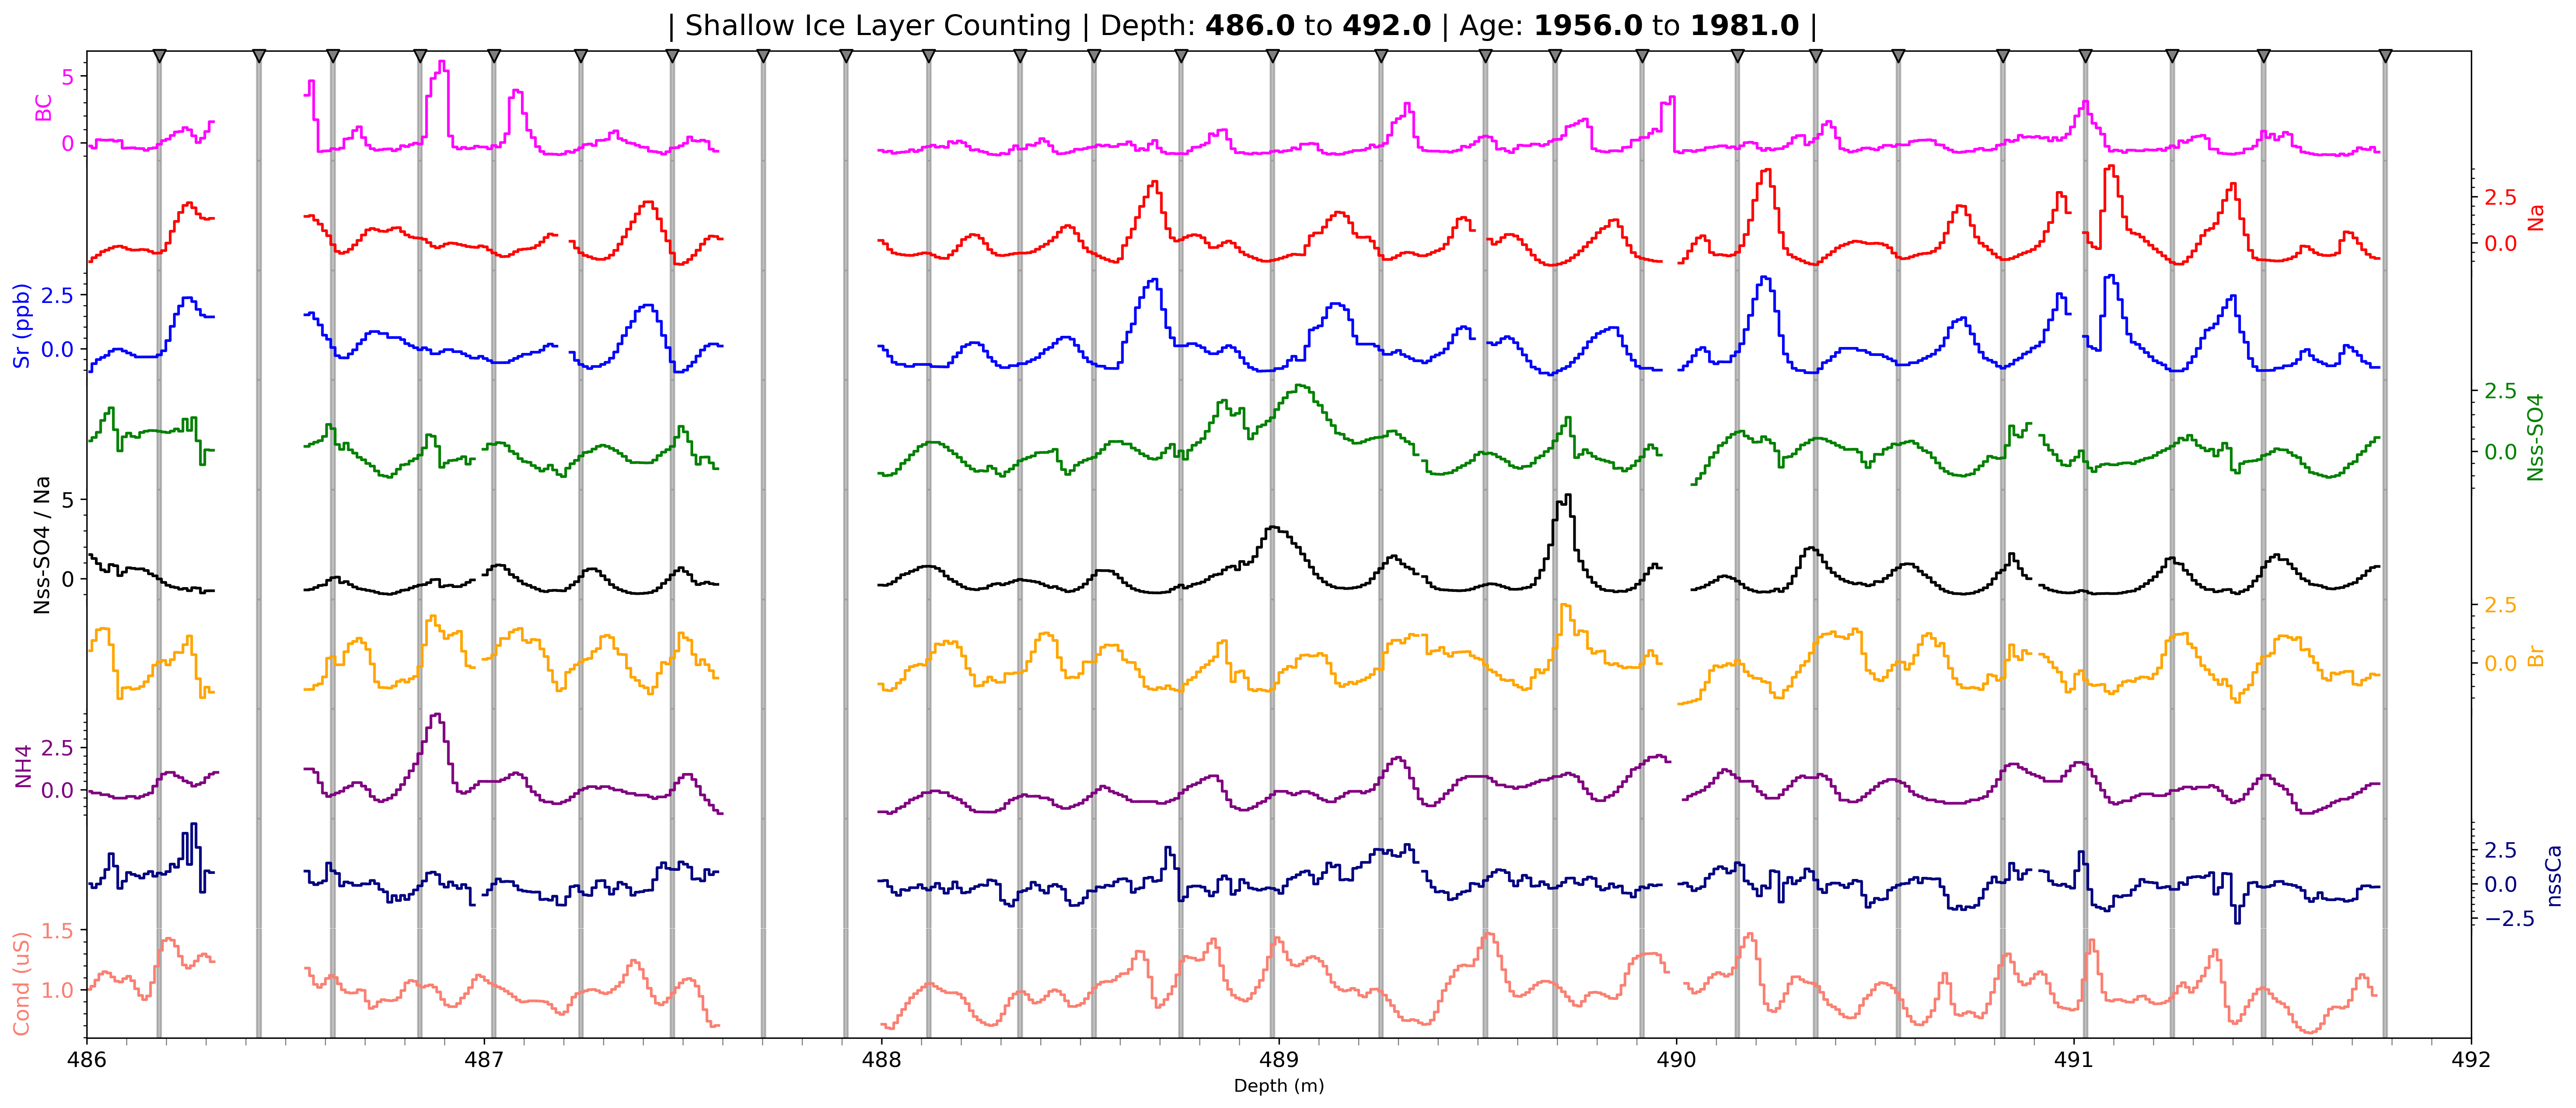 | Shallow Ice Layer Counting | Depth: 486.0 to 492.0 | Age: 1956.0 to 1981.0 |
BC
5
0
Na
2.5
0.0
Sr (ppb)
2.5
0.0
Nss-SO4
2.5
0.0
Nss-SO4 / Na
5
0
Br
2.5
0.0
NH4
2.5
0.0
nssCa
2.5
0.0
−2.5
Cond (uS)
1.5
1.0
486 487 488 489 490 491 492
Depth (m)